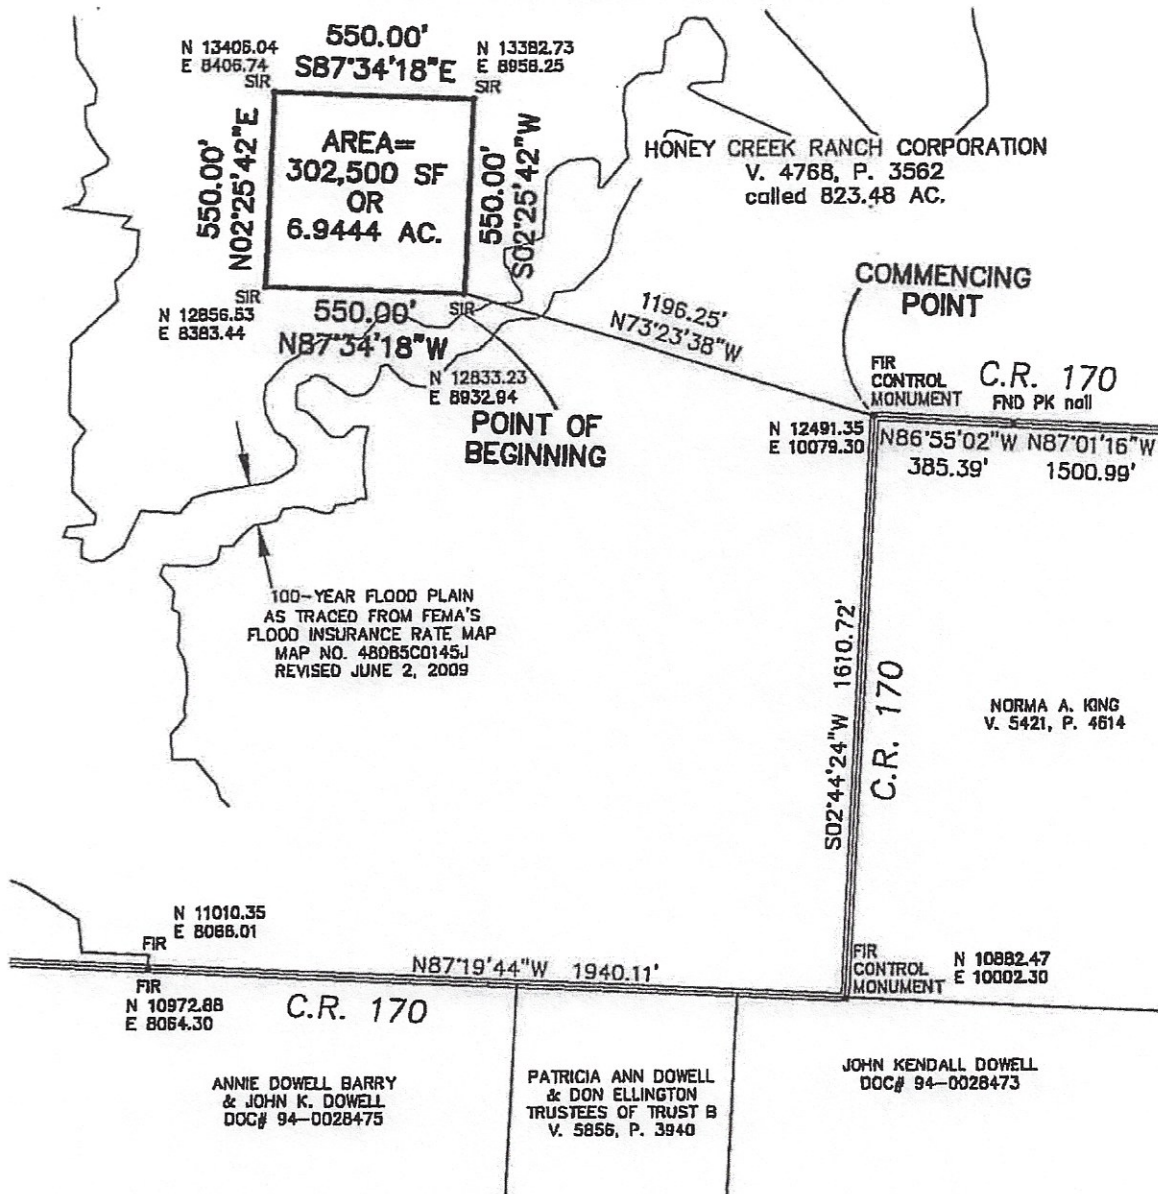 N 13405.04
E 8406.74
SIR
550.00'
S87°34'18"E
N 13382.73
E 8956.25
SIR
550.00'
N02°25'42"E
AREA=
302,500 SF
OR
6.9444 AC.
550.00'
S02°25'42"W
HONEY CREEK RANCH CORPORATION
V. 4768, P. 3562
called 823.48 AC.
SIR
N 12856.53
E 8383.44
550.00'
N87°34'18"W
SIR
N 12833.23
E 8932.94
POINT OF
BEGINNING
1196.25'
N73°23'38"W
COMMENCING
POINT
FIR
CONTROL
MONUMENT
C.R. 170
FND PK nail
N 12491.35
E 10079.30
N86°55'02"W
385.39'
N87°01'16"W
1500.99'
100-YEAR FLOOD PLAIN
AS TRACED FROM FEMA'S
FLOOD INSURANCE RATE MAP
MAP NO. 48085C0145J
REVISED JUNE 2, 2009
S02°44'24"W 1610.72'
C.R. 170
NORMA A. KING
V. 5421, P. 4614
N 11010.35
E 8066.01
FIR
FIR
N 10972.88
E 8064.30
N87°19'44"W 1940.11'
C.R. 170
FIR
CONTROL
MONUMENT
N 10882.47
E 10002.30
ANNIE DOWELL BARRY
& JOHN K. DOWELL
DOC# 94-0028475
PATRICIA ANN DOWELL
& DON ELLINGTON
TRUSTEES OF TRUST B
V. 5856, P. 3940
JOHN KENDALL DOWELL
DOC# 94-0028473